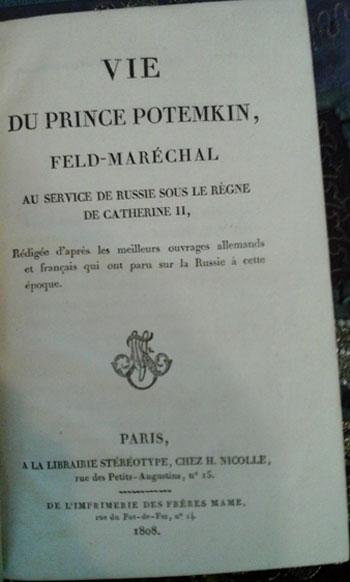 VIE
DU PRINCE POTEMKIN,
FELD-MARÉCHAL
AU SERVICE DE RUSSIE SOUS LE RÈGNE
DE CATHERINE II,
Rédigée d'après les meilleurs ouvrages allemands
et français qui ont paru sur la Russie à cette
époque.
PARIS,
A LA LIBRAIRIE STÉRÉOTYPE, CHEZ H. NICOLLE,
rue des Petits-Augustins, n° 15.
DE L'IMPRIMERIE DES FRÈRES MAME,
rue du Pot-de-Fer, n° 14.
1808.